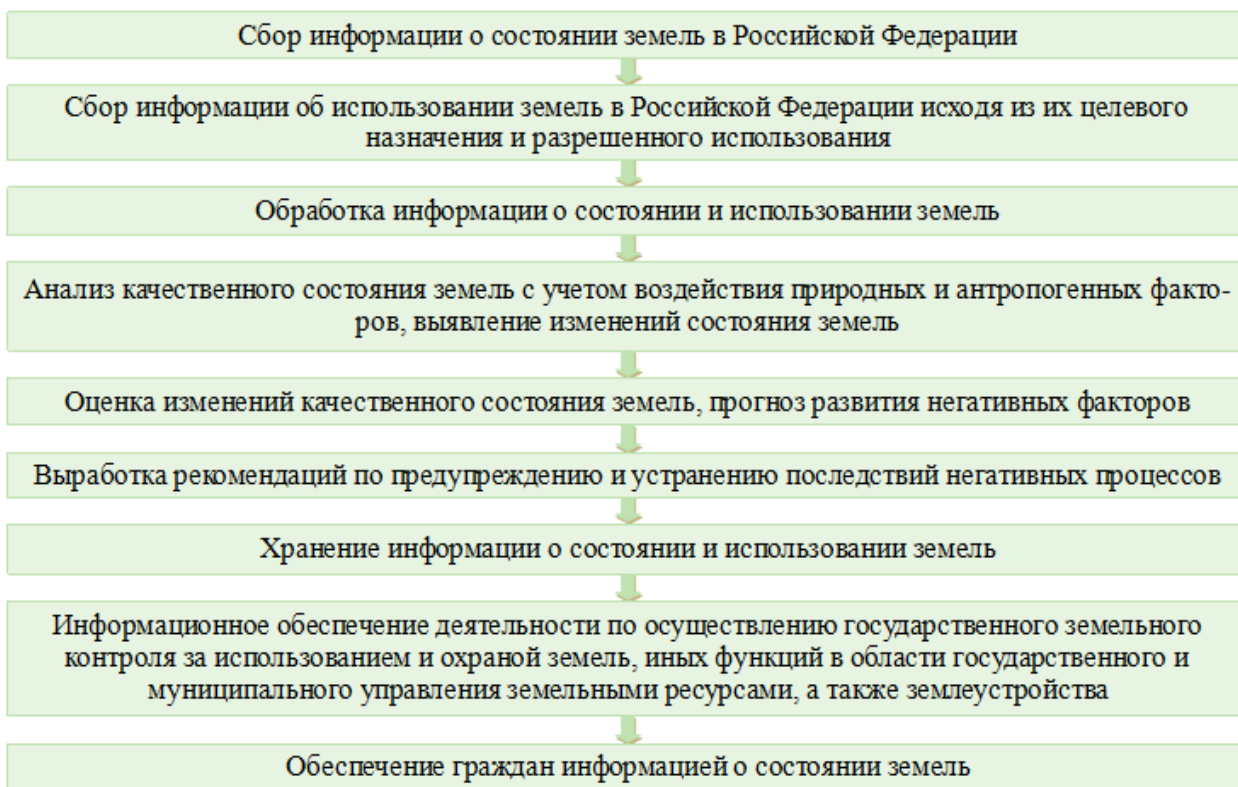 Сбор информации о состоянии земель в Российской Федерации
Сбор информации об использовании земель в Российской Федерации исходя из их целевого
назначения и разрешенного использования
Обработка информации о состоянии и использовании земель
Анализ качественного состояния земель с учетом воздействия природных и антропогенных факто-
ров, выявление изменений состояния земель
Оценка изменений качественного состояния земель, прогноз развития негативных факторов
Выработка рекомендаций по предупреждению и устранению последствий негативных процессов
Хранение информации о состоянии и использовании земель
Информационное обеспечение деятельности по осуществлению государственного земельного
контроля за использованием и охраной земель, иных функций в области государственного и
муниципального управления земельными ресурсами, а также землеустройства
Обеспечение граждан информацией о состоянии земель